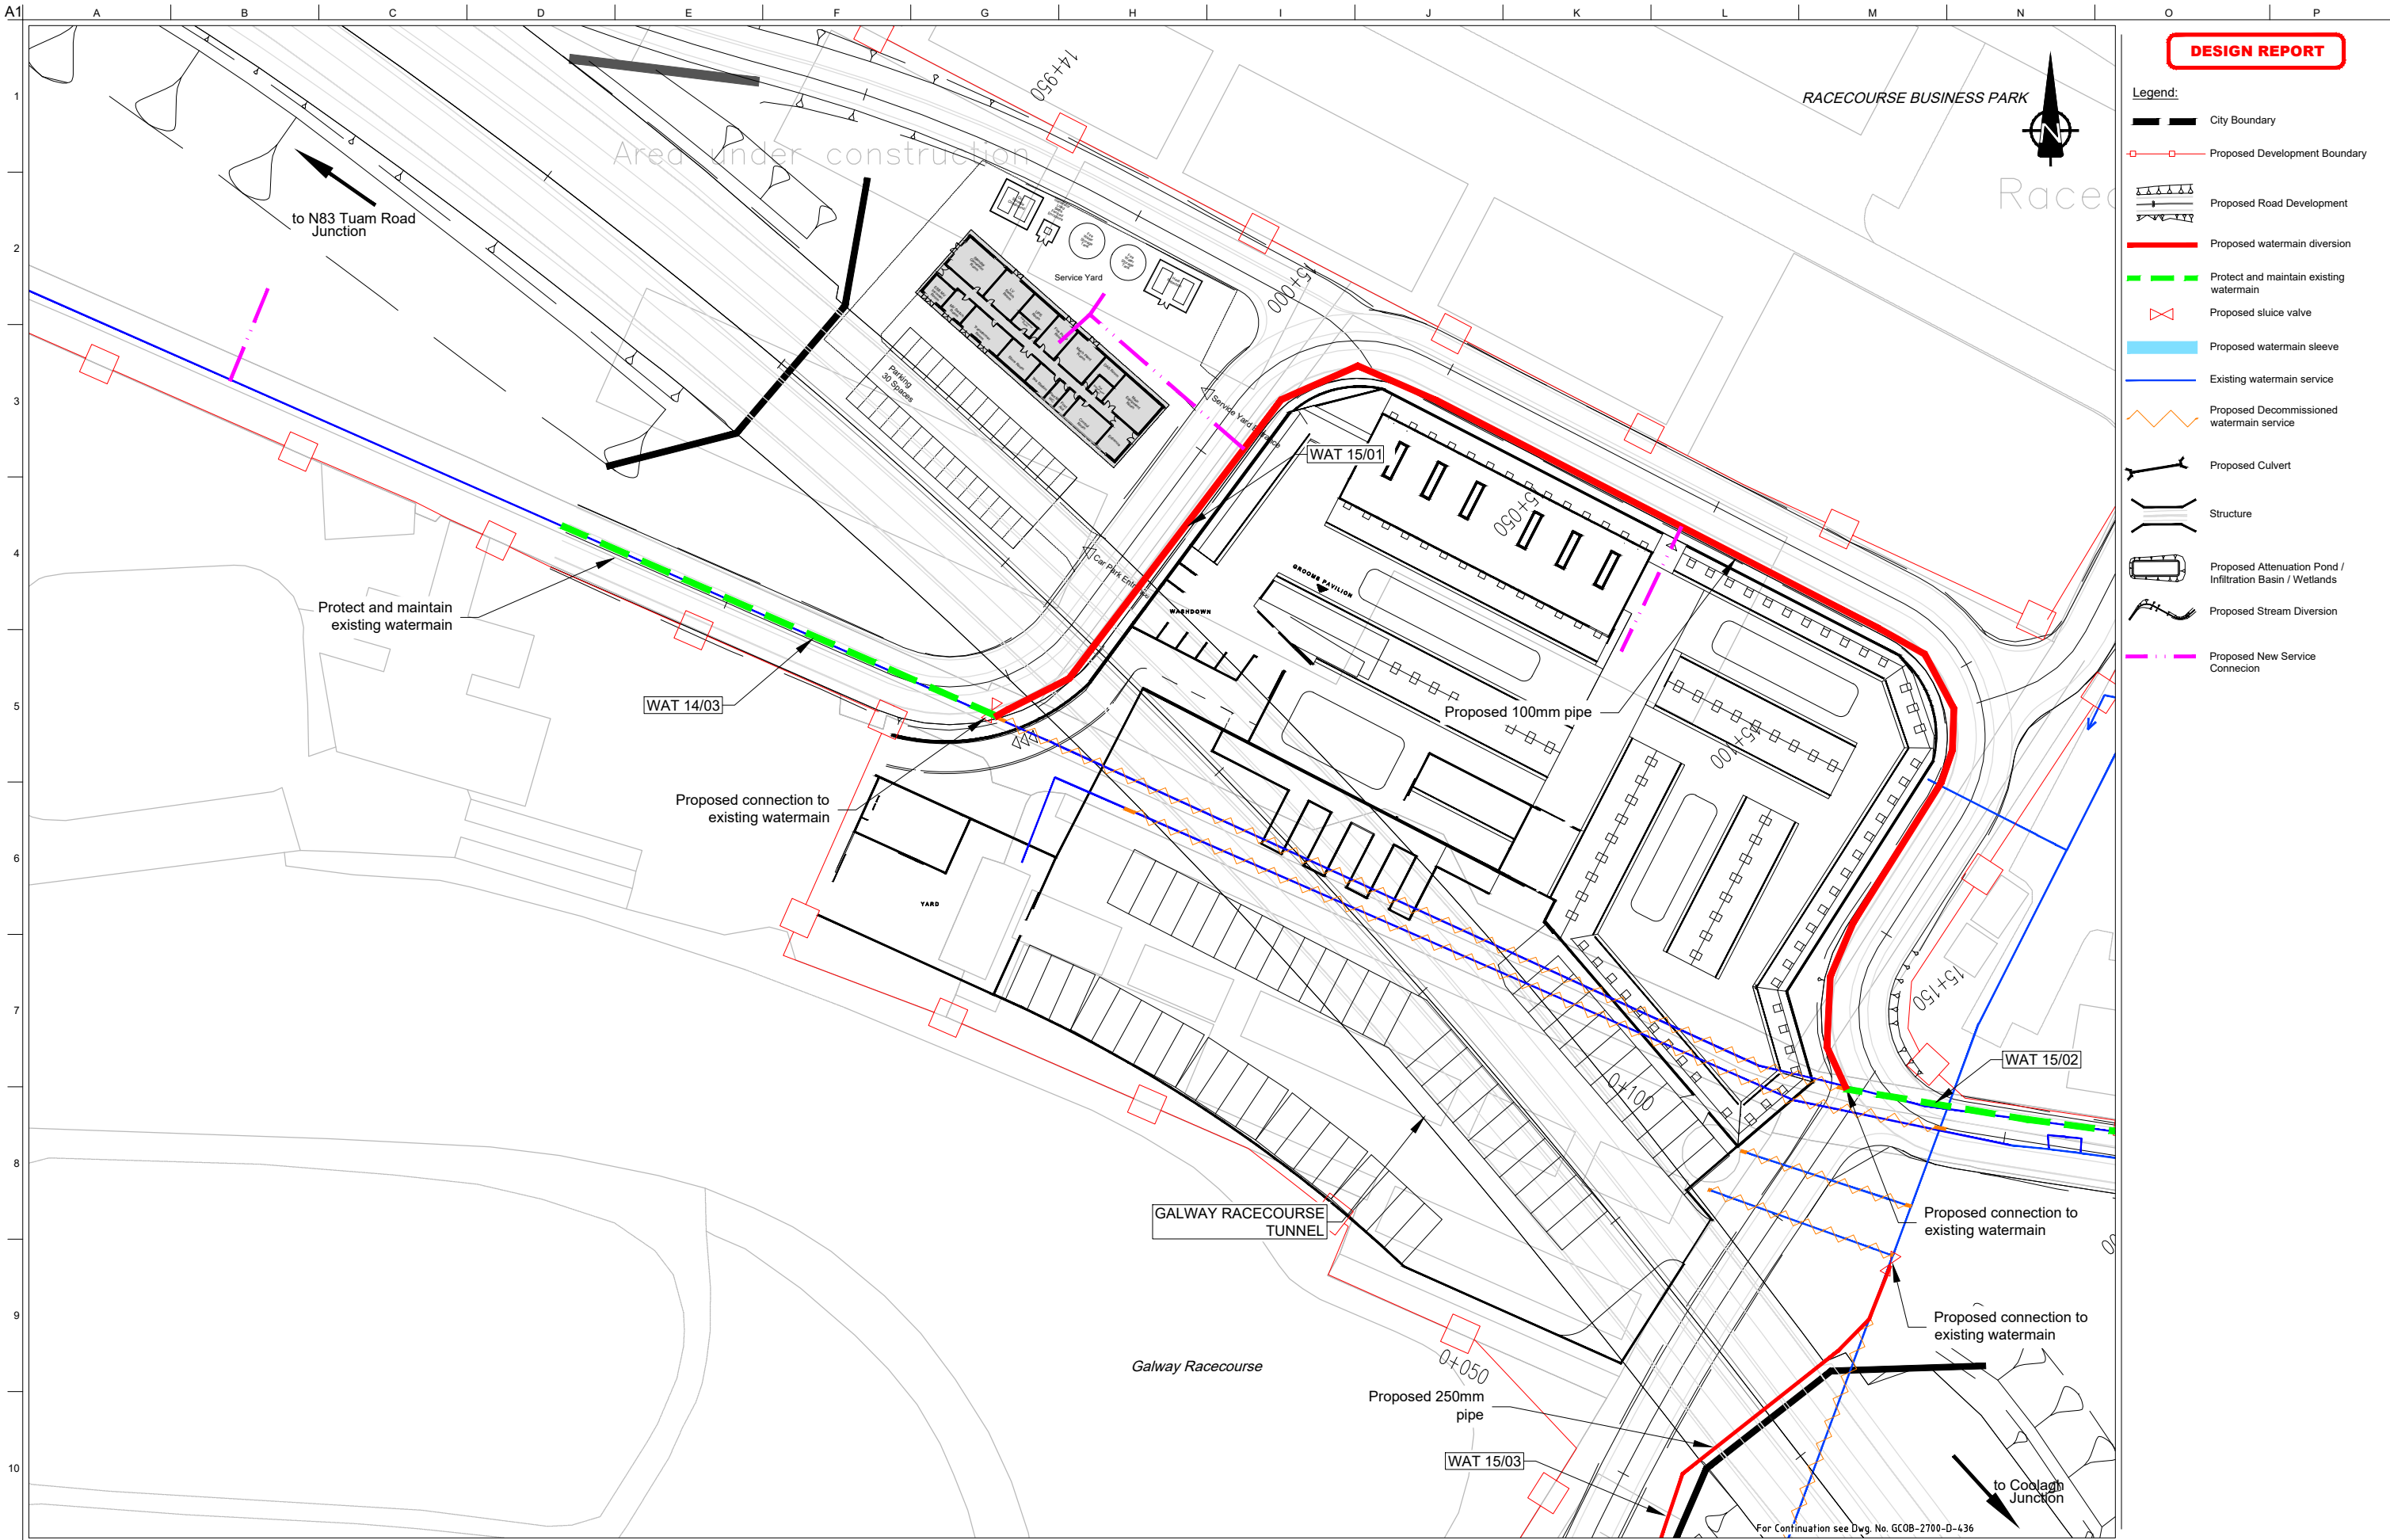 A1
A B C D E F G H I J K L M N O P
1
2
3
4
5
6
7
8
9
10
DESIGN REPORT
Legend:
City Boundary
Proposed Development Boundary
Proposed Road Development
Proposed watermain diversion
Protect and maintain existing
watermain
Proposed sluice valve
Proposed watermain sleeve
Existing watermain service
Proposed Decommissioned
watermain service
Proposed Culvert
Structure
Proposed Attenuation Pond /
Infiltration Basin / Wetlands
Proposed Stream Diversion
Proposed New Service
Connecion
14+950
RACECOURSE BUSINESS PARK
N
Area under construction
Racec
to N83 Tuam Road
Junction
Service Yard
15+000
Parking
30 Spaces
Service Yard Entrance
WAT 15/01
15+050
Car Park Entr
GROOMS PAVILION
WASHDOWN
Protect and maintain
existing watermain
WAT 14/03
Proposed 100mm pipe
15+100
Proposed connection to
existing watermain
YARD
15+150
WAT 15/02
0+100
GALWAY RACECOURSE
TUNNEL
Proposed connection to
existing watermain
Proposed connection to
existing watermain
Galway Racecourse
0+050
Proposed 250mm
pipe
WAT 15/03
to Coolagh
Junction
For Continuation see Dwg. No. GCOB-2700-D-436